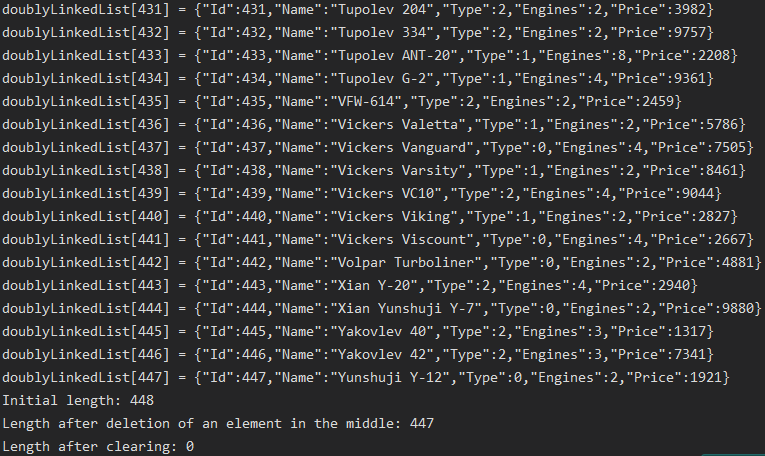 doublyLinkedList[431] = {"Id":431,"Name":"Tupolev 204","Type":2,"Engines":2,"Price":3982}
doublyLinkedList[432] = {"Id":432,"Name":"Tupolev 334","Type":2,"Engines":2,"Price":9757}
doublyLinkedList[433] = {"Id":433,"Name":"Tupolev ANT-20","Type":1,"Engines":8,"Price":2208}
doublyLinkedList[434] = {"Id":434,"Name":"Tupolev G-2","Type":1,"Engines":4,"Price":9361}
doublyLinkedList[435] = {"Id":435,"Name":"VFW-614","Type":2,"Engines":2,"Price":2459}
doublyLinkedList[436] = {"Id":436,"Name":"Vickers Valetta","Type":1,"Engines":2,"Price":5786}
doublyLinkedList[437] = {"Id":437,"Name":"Vickers Vanguard","Type":0,"Engines":4,"Price":7505}
doublyLinkedList[438] = {"Id":438,"Name":"Vickers Varsity","Type":1,"Engines":2,"Price":8461}
doublyLinkedList[439] = {"Id":439,"Name":"Vickers VC10","Type":2,"Engines":4,"Price":9044}
doublyLinkedList[440] = {"Id":440,"Name":"Vickers Viking","Type":1,"Engines":2,"Price":2827}
doublyLinkedList[441] = {"Id":441,"Name":"Vickers Viscount","Type":0,"Engines":4,"Price":2667}
doublyLinkedList[442] = {"Id":442,"Name":"Volpar Turboliner","Type":0,"Engines":2,"Price":4881}
doublyLinkedList[443] = {"Id":443,"Name":"Xian Y-20","Type":2,"Engines":4,"Price":2940}
doublyLinkedList[444] = {"Id":444,"Name":"Xian Yunshuji Y-7","Type":0,"Engines":2,"Price":9880}
doublyLinkedList[445] = {"Id":445,"Name":"Yakovlev 40","Type":2,"Engines":3,"Price":1317}
doublyLinkedList[446] = {"Id":446,"Name":"Yakovlev 42","Type":2,"Engines":3,"Price":7341}
doublyLinkedList[447] = {"Id":447,"Name":"Yunshuji Y-12","Type":0,"Engines":2,"Price":1921}
Initial length: 448
Length after deletion of an element in the middle: 447
Length after clearing: 0